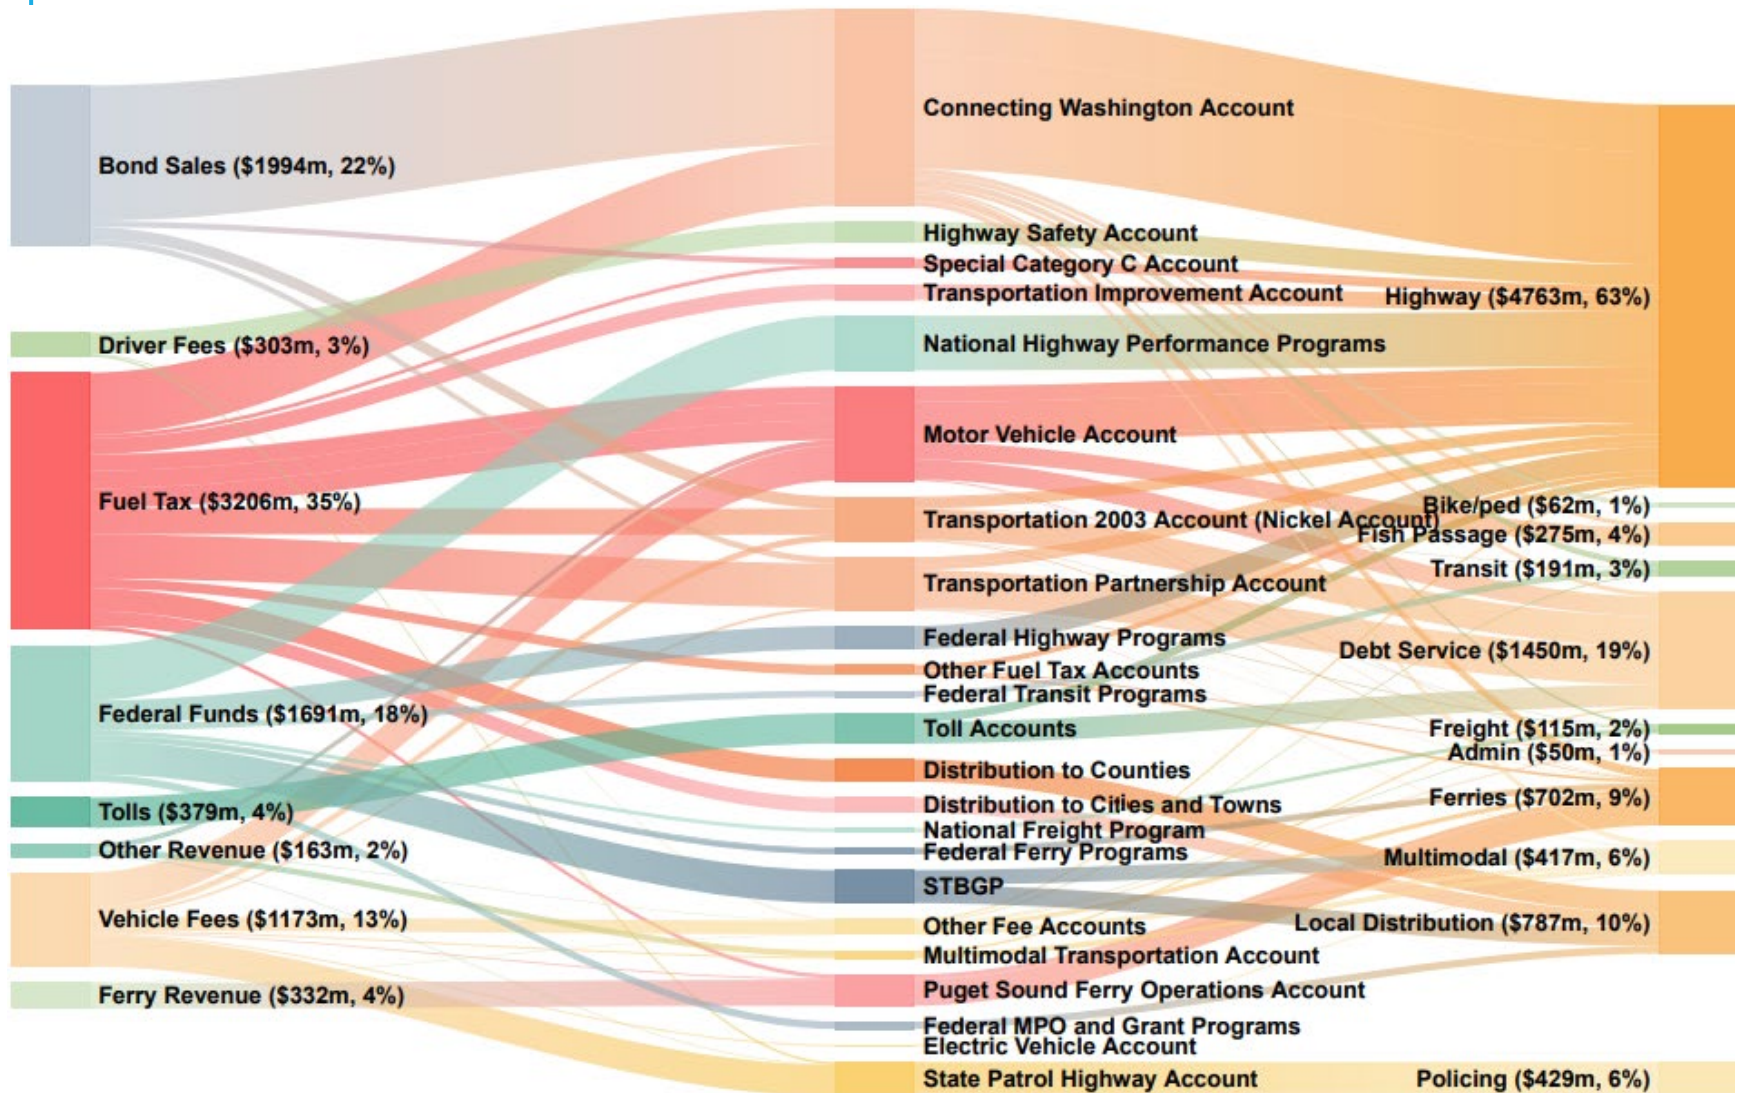 Bond Sales ($1994m, 22%)
Driver Fees ($303m, 3%)
Fuel Tax ($3206m, 35%)
Federal Funds ($1691m, 18%)
Tolls ($379m, 4%)
Other Revenue ($163m, 2%)
Vehicle Fees ($1173m, 13%)
Ferry Revenue ($332m, 4%)
Connecting Washington Account
Highway Safety Account
Special Category C Account
Transportation Improvement Account
National Highway Performance Programs
Motor Vehicle Account
Transportation 2003 Account (Nickel Account)
Transportation Partnership Account
Federal Highway Programs
Other Fuel Tax Accounts
Federal Transit Programs
Toll Accounts
Distribution to Counties
Distribution to Cities and Towns
National Freight Program
Federal Ferry Programs
STBGP
Other Fee Accounts
Multimodal Transportation Account
Puget Sound Ferry Operations Account
Federal MPO and Grant Programs
Electric Vehicle Account
State Patrol Highway Account
Highway ($4763m, 63%)
Bike/ped ($62m, 1%)
Fish Passage ($275m, 4%)
Transit ($191m, 3%)
Debt Service ($1450m, 19%)
Freight ($115m, 2%)
Admin ($50m, 1%)
Ferries ($702m, 9%)
Multimodal ($417m, 6%)
Local Distribution ($787m, 10%)
Policing ($429m, 6%)